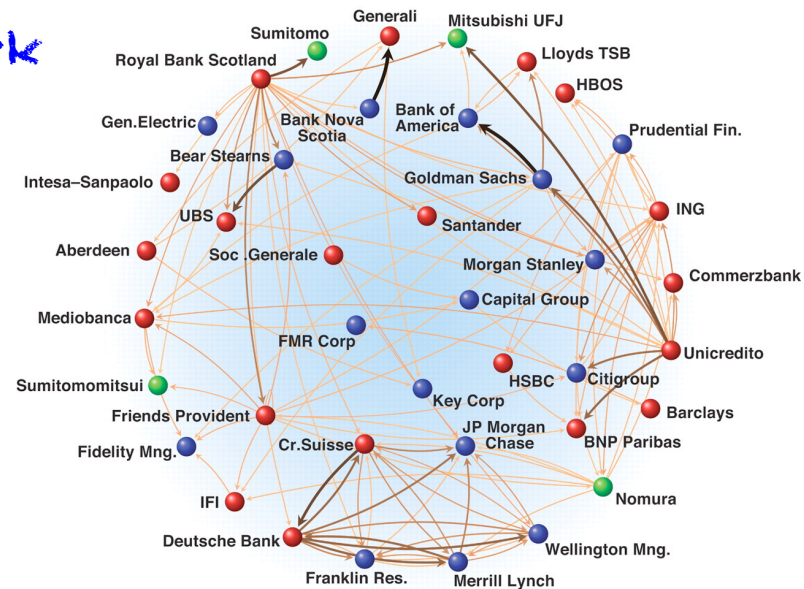 k
Generali
Sumitomo
Mitsubishi UFJ
Royal Bank Scotland
Lloyds TSB
HBOS
Gen.Electric
Bank Nova
Scotia
Bank of
America
Prudential Fin.
Bear Stearns
Goldman Sachs
Intesa–Sanpaolo
UBS
Santander
ING
Aberdeen
Soc .Generale
Morgan Stanley
Commerzbank
Mediobanca
Capital Group
FMR Corp
Unicredito
HSBC
Citigroup
Sumitomomitsui
Key Corp
Barclays
Friends Provident
JP Morgan
Chase
BNP Paribas
Fidelity Mng.
Cr.Suisse
IFI
Nomura
Deutsche Bank
Wellington Mng.
Franklin Res.
Merrill Lynch